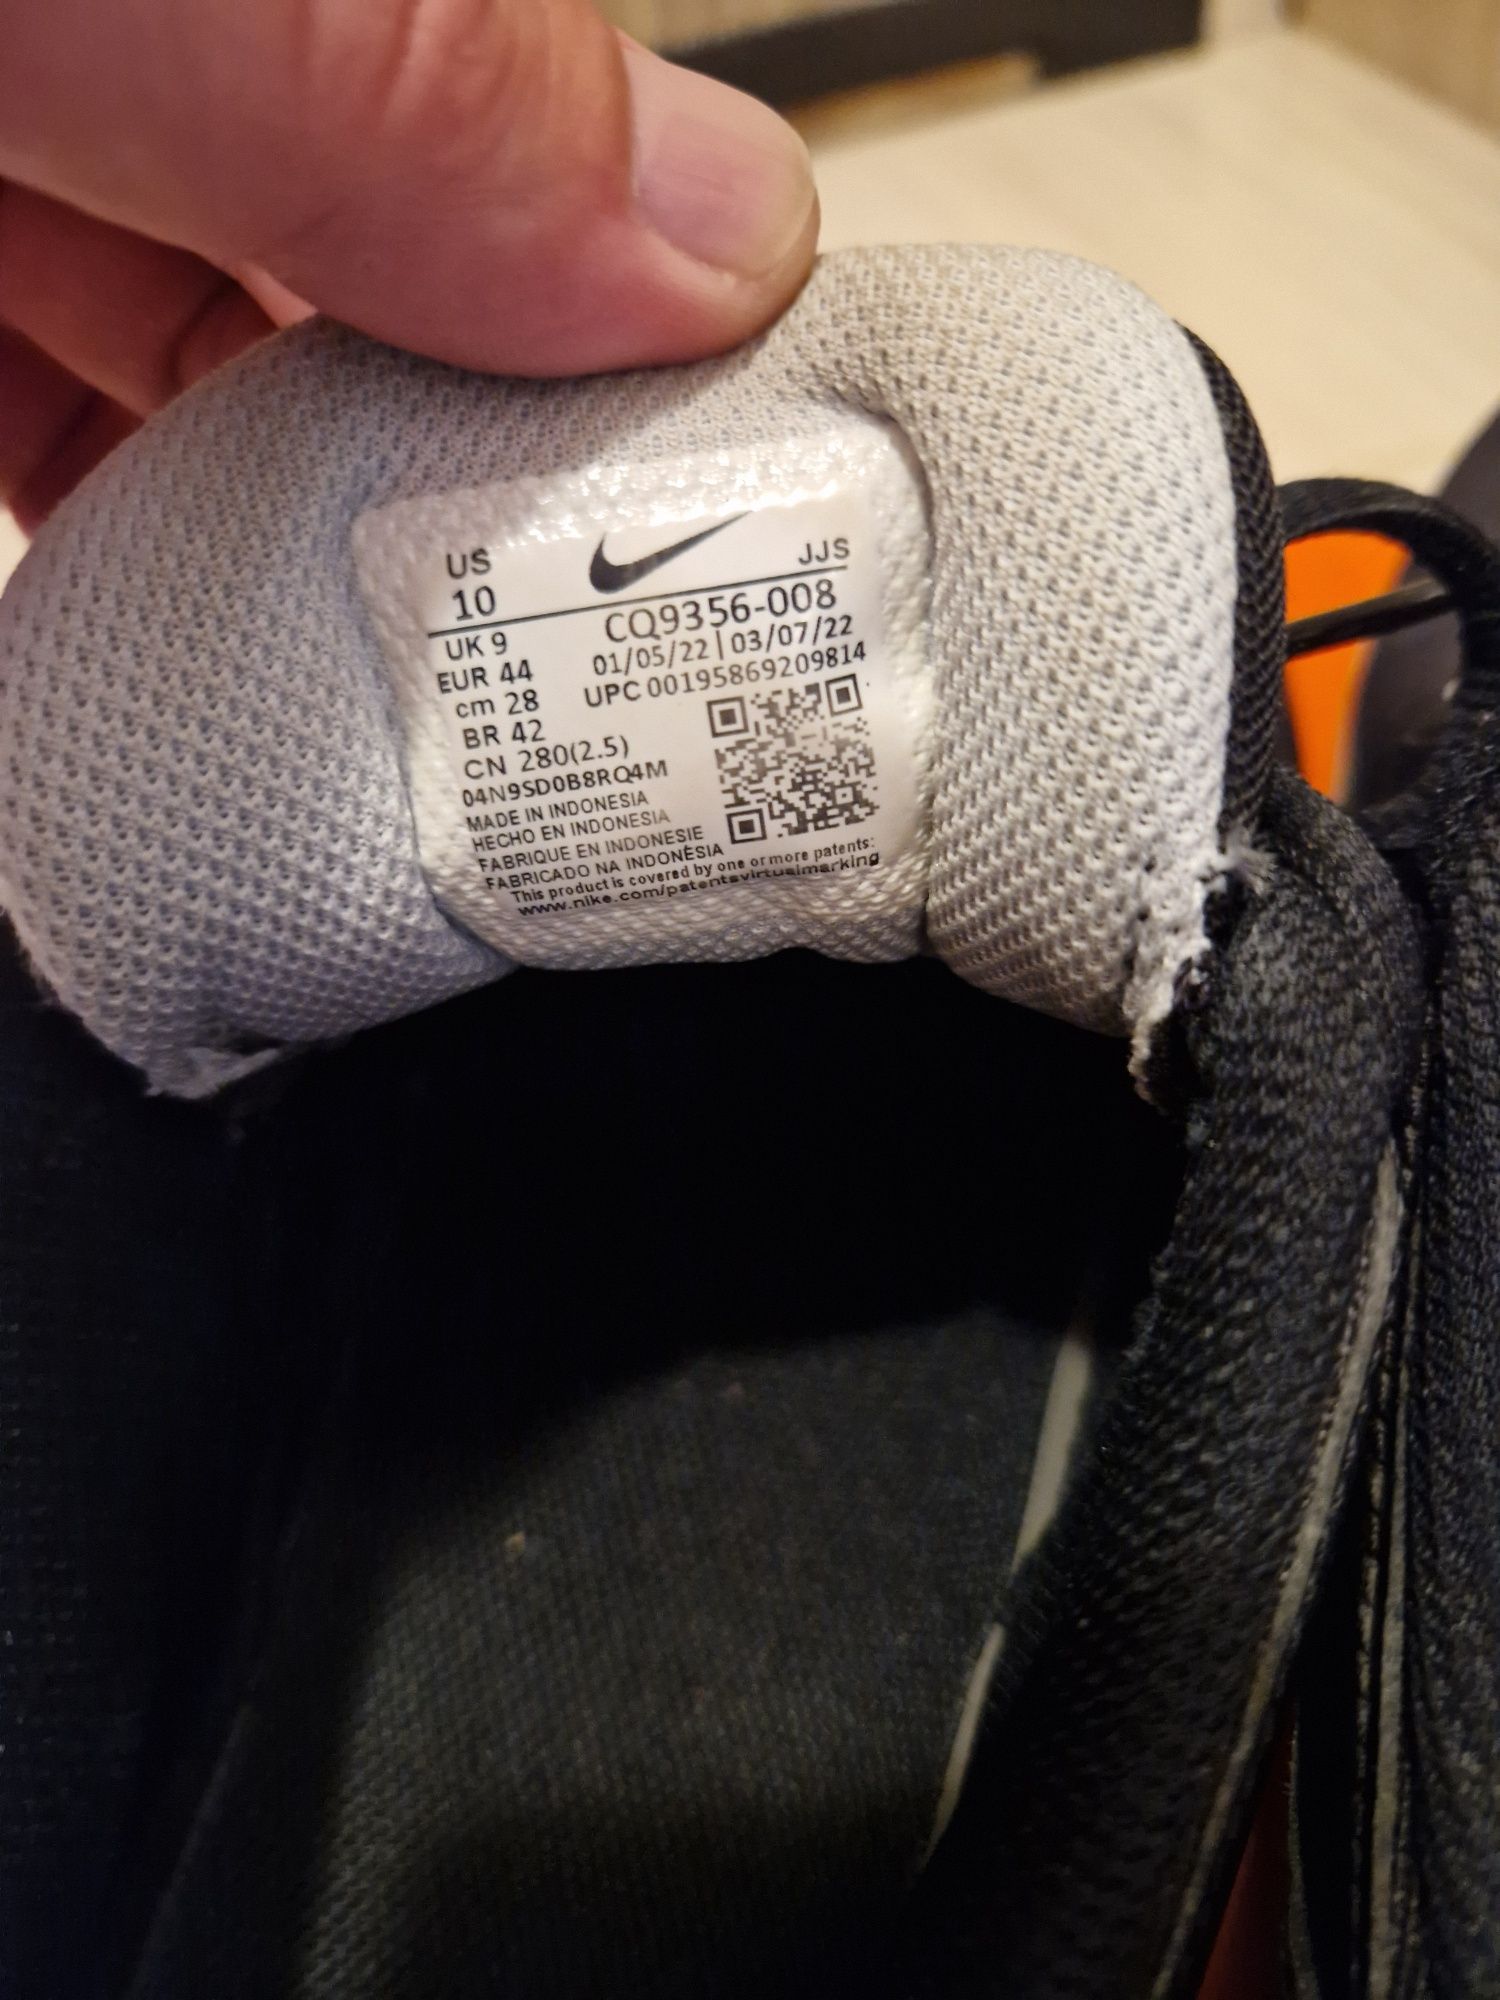 US JJS
10
CQ9356-008
UK 9
01/05/22 | 03/07/22
EUR 44
UPC 00195869209814
cm 28
BR 42
CN 280(2.5)
04N9SD0B8RQ4M
MADE IN INDONESIA
HECHO EN INDONESIA
FABRIQUE EN INDONESIE
FABRICADO NA INDONÉSIA
This product is covered by one or more patents:
www.nike.com/patentsvirtualmarking